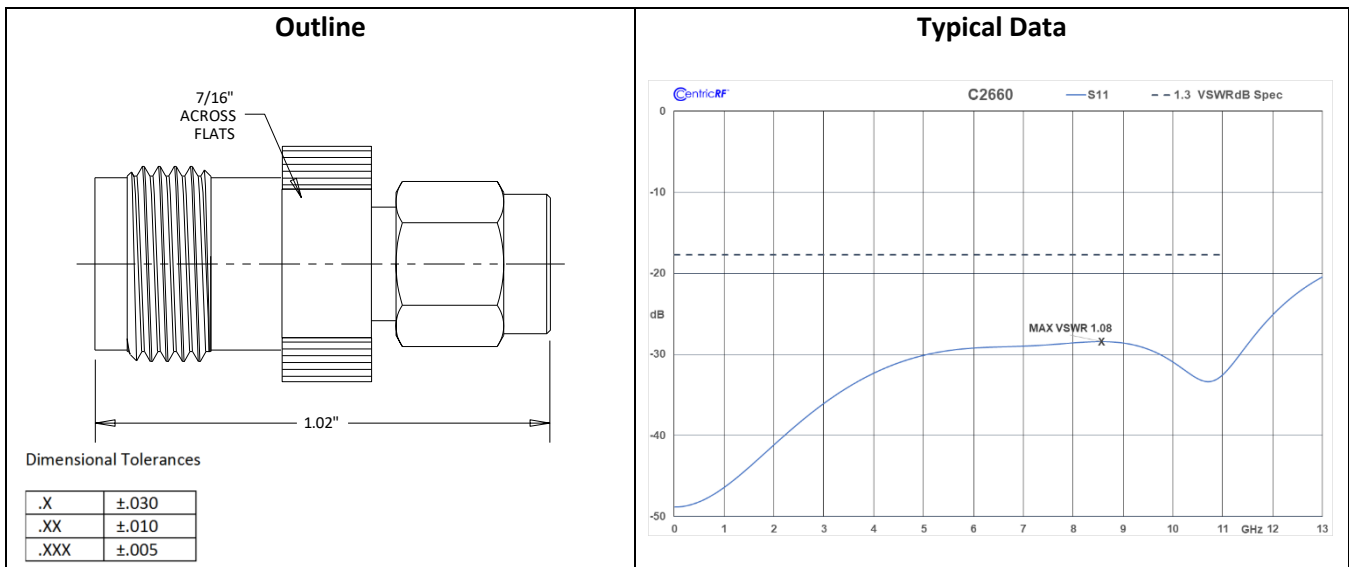 Outline
7/16"
ACROSS
FLATS
1.02"
Dimensional Tolerances
.X ±.030
.XX ±.010
.XXX ±.005
Typical Data
CentricRF™ C2660 S11 1.3 VSWRdB Spec
0
-10
-20
dB
MAX VSWR 1.08
X
-30
-40
-50
0 1 2 3 4 5 6 7 8 9 10 11 GHz 12 13